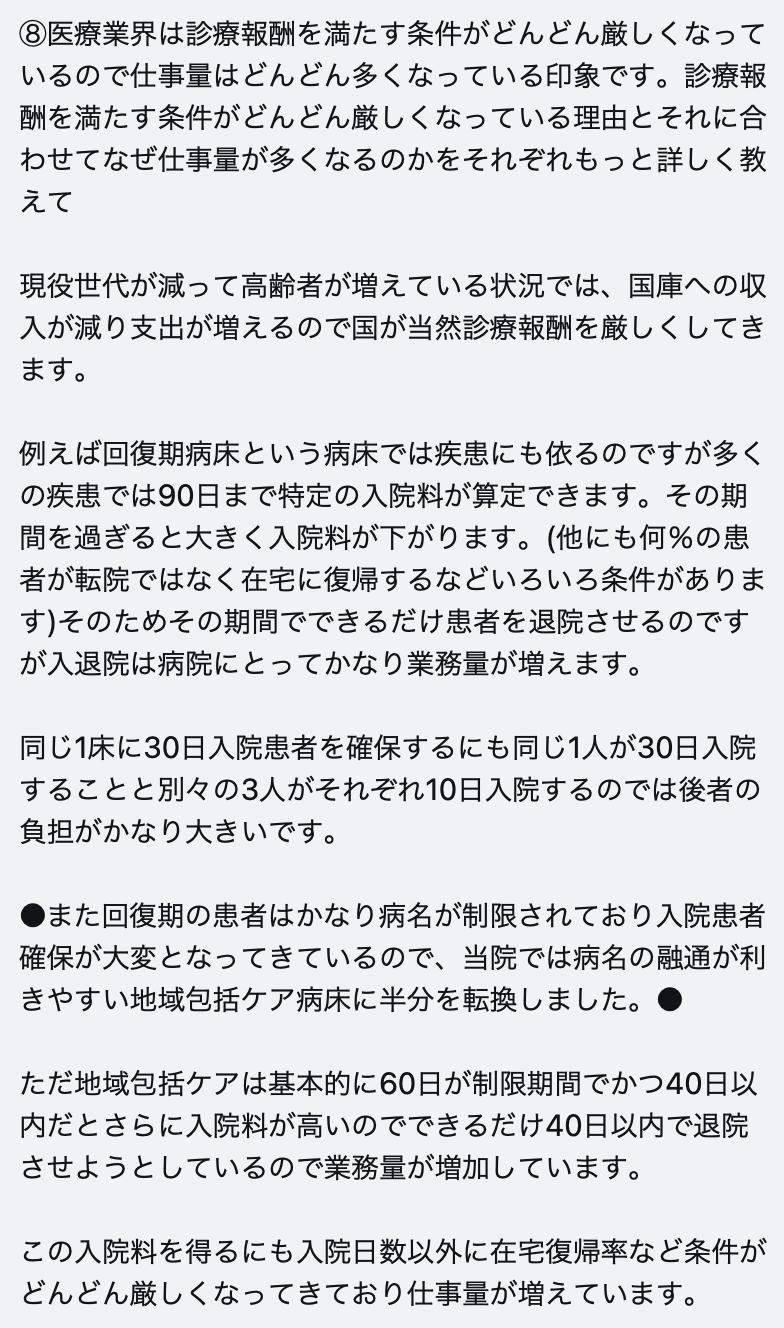 ⑧医療業界は診療報酬を満たす条件がどんどん厳しくなって
いるので仕事量はどんどん多くなっている印象です。診療報
酬を満たす条件がどんどん厳しくなっている理由とそれに合
わせてなぜ仕事量が多くなるのかをそれぞれもっと詳しく教
えて
現役世代が減って高齢者が増えている状況では、国庫への収
入が減り支出が増えるので国が当然診療報酬を厳しくしてき
ます。
例えば回復期病床という病床では疾患にも依るのですが多く
の疾患では90日まで特定の入院料が算定できます。その期
間を過ぎると大きく入院料が下がります。(他にも何%の患
者が転院ではなく在宅に復帰するなどいろいろ条件がありま
す)そのためその期間でできるだけ患者を退院させるのです
が入退院は病院にとってかなり業務量が増えます。
同じ1床に30日入院患者を確保するにも同じ1人が30日入院
することと別々の3人がそれぞれ10日入院するのでは後者の
負担がかなり大きいです。
●また回復期の患者はかなり病名が制限されており入院患者
確保が大変となってきているので、当院では病名の融通が利
きやすい地域包括ケア病床に半分を転換しました。●
ただ地域包括ケアは基本的に60日が制限期間でかつ40日以
内だとさらに入院料が高いのでできるだけ40日以内で退院
させようとしているので業務量が増加しています。
この入院料を得るにも入院日数以外に在宅復帰率など条件が
どんどん厳しくなってきており仕事量が増えています。